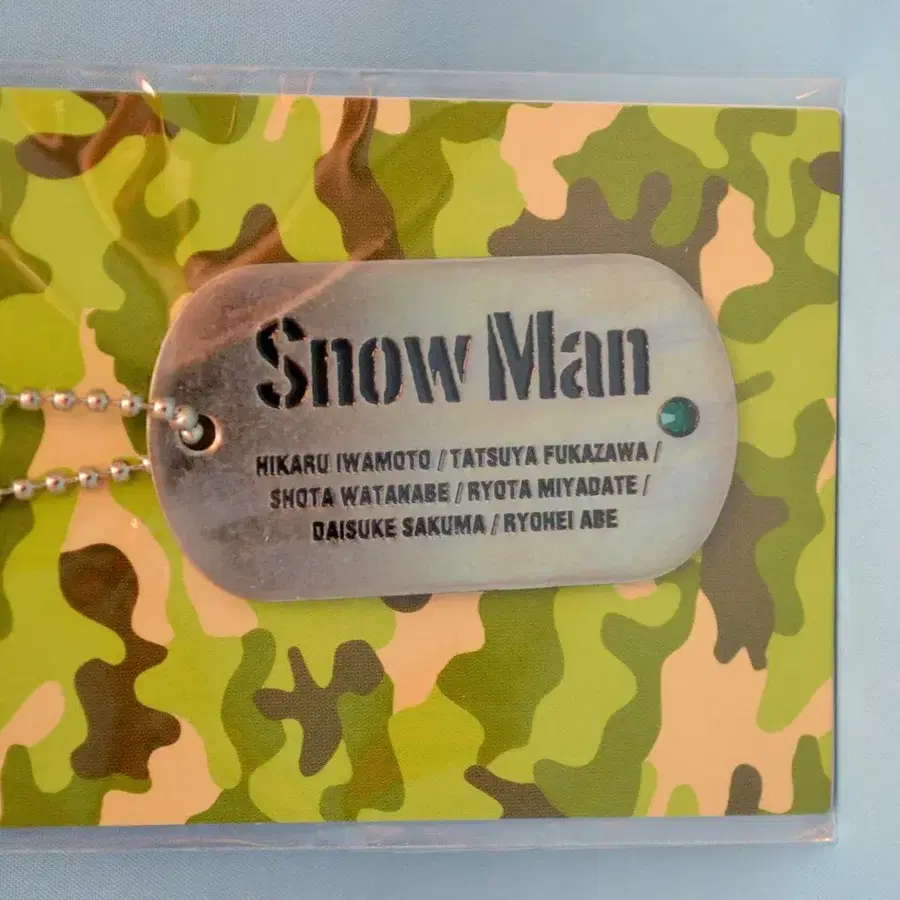 Snow Man
HIKARU IWAMOTO / TATSUYA FUKAZAWA /
SHOTA WATANABE / RYOTA MIYADATE /
DAISUKE SAKUMA / RYOHEI ABE